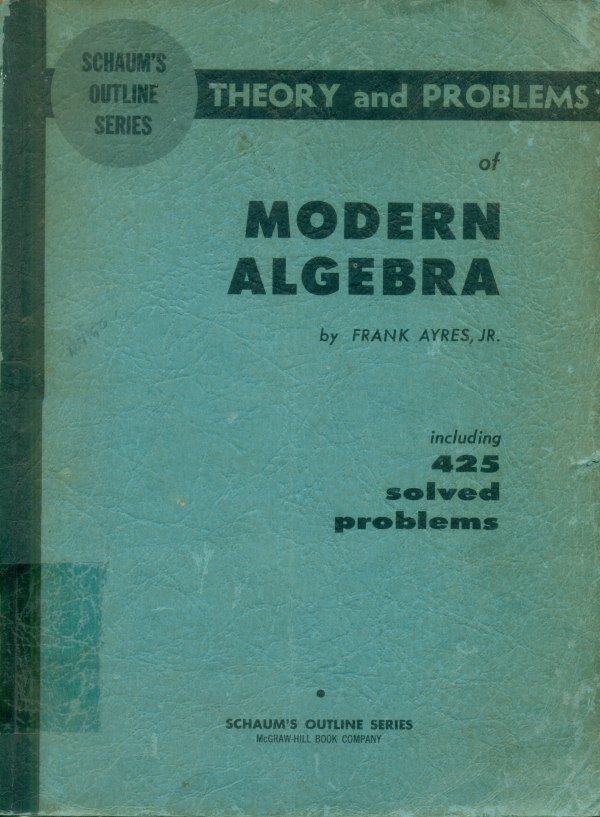 SCHAUM'S
OUTLINE
SERIES
THEORY and PROBLEMS
of
MODERN
ALGEBRA
by FRANK AYRES, JR.
including
425
solved
problems
SCHAUM'S OUTLINE SERIES
McGRAW-HILL BOOK COMPANY